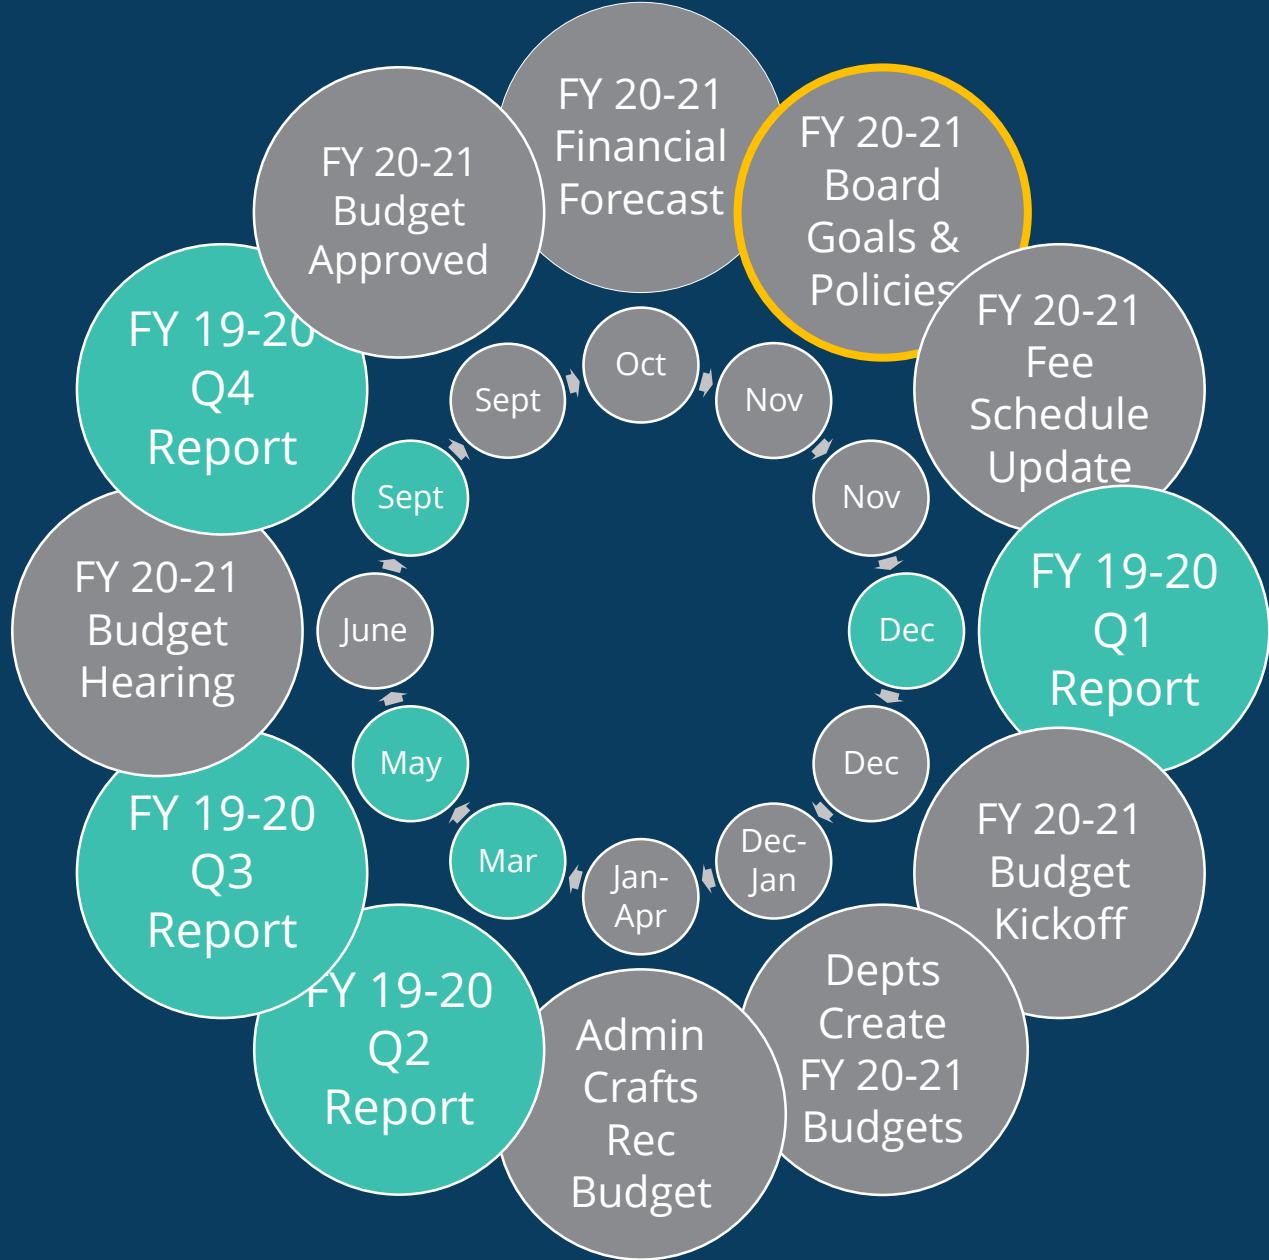 FY 20-21
Financial
Forecast
FY 20-21
Board
Goals &
Policies
FY 20-21
Fee
Schedule
Update
FY 19-20
Q1
Report
FY 20-21
Budget
Kickoff
Depts
Create
FY 20-21
Budgets
Admin
Crafts
Rec
Budget
FY 19-20
Q2
Report
FY 19-20
Q3
Report
FY 20-21
Budget
Hearing
FY 19-20
Q4
Report
FY 20-21
Budget
Approved
Oct
Nov
Nov
Dec
Dec
Dec-
Jan
Jan-
Apr
Mar
May
June
Sept
Sept